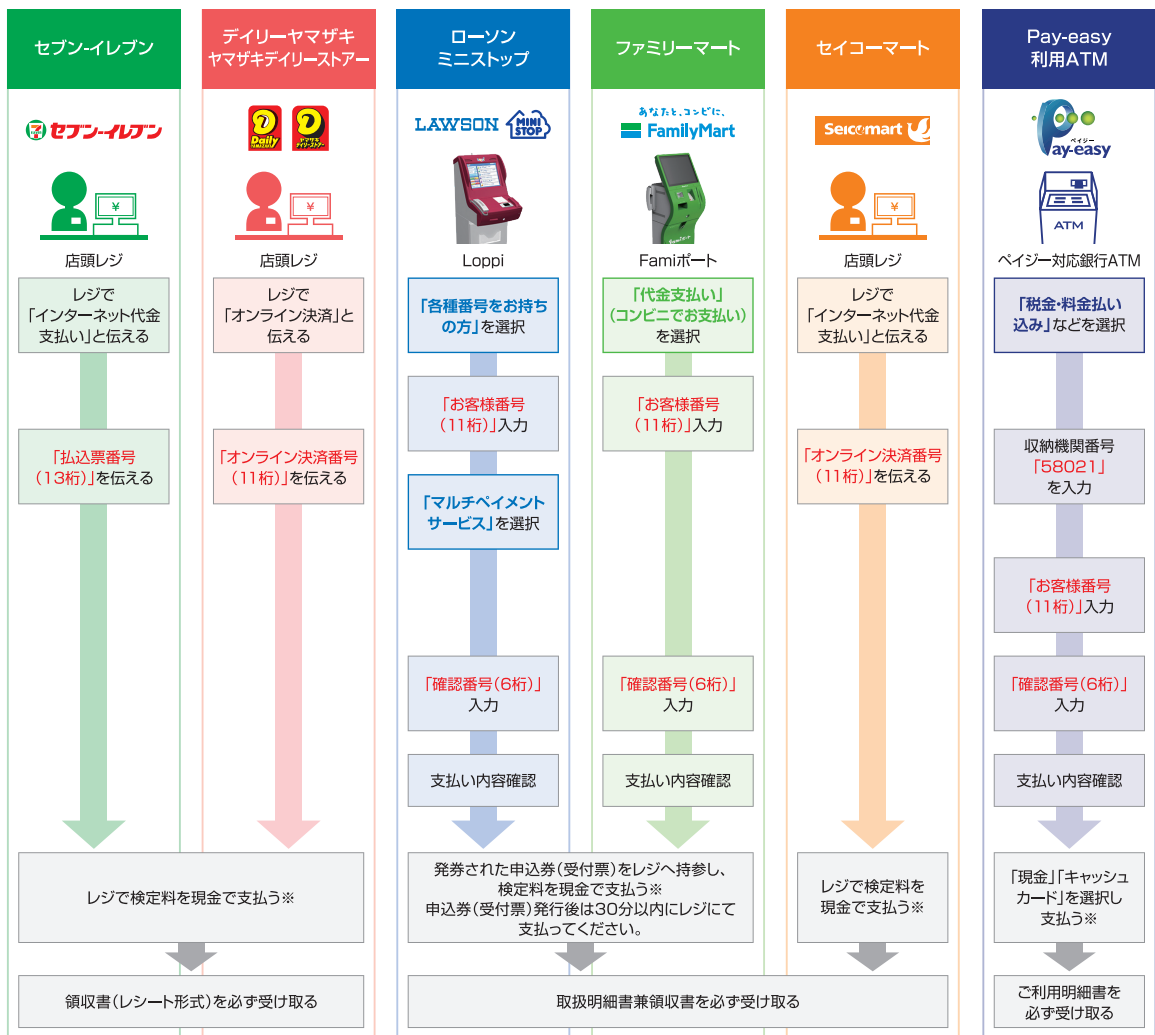 セブン-イレブン
セブン-イレブン
¥
店頭レジ
レジで
「インターネット代金
支払い」と伝える
「払込票番号
(13桁)」を伝える
デイリーヤマザキ
ヤマザキデイリーストアー
Daily
YAMAZAKI
ヤマザキ
デイリーストアー
¥
店頭レジ
レジで
「オンライン決済」と
伝える
「オンライン決済番号
(11桁)」を伝える
レジで検定料を現金で支払う※
領収書(レシート形式)を必ず受け取る
ローソン
ミニストップ
LAWSON
MINI
STOP
Loppi
「各種番号をお持ち
の方」を選択
「お客様番号
(11桁)」入力
「マルチペイメント
サービス」を選択
「確認番号(6桁)」
入力
支払い内容確認
ファミリーマート
あなたと、コンビに、
FamilyMart
Famiポート
「代金支払い」
(コンビニでお支払い)
を選択
「お客様番号
(11桁)」入力
「確認番号(6桁)」
入力
支払い内容確認
発券された申込券(受付票)をレジへ持参し、
検定料を現金で支払う※
申込券(受付票)発行後は30分以内にレジにて
支払ってください。
セイコーマート
Seicomart
¥
店頭レジ
レジで
「インターネット代金
支払い」と伝える
「オンライン決済番号
(11桁)」を伝える
レジで検定料を
現金で支払う※
取扱明細書兼領収書を必ず受け取る
Pay-easy
利用ATM
ペイジー
Pay-easy
ATM
ペイジー対応銀行ATM
「税金・料金払い
込み」などを選択
収納機関番号
「58021」
を入力
「お客様番号
(11桁)」入力
「確認番号(6桁)」
入力
支払い内容確認
「現金」「キャッシュ
カード」を選択し
支払う※
ご利用明細書を
必ず受け取る